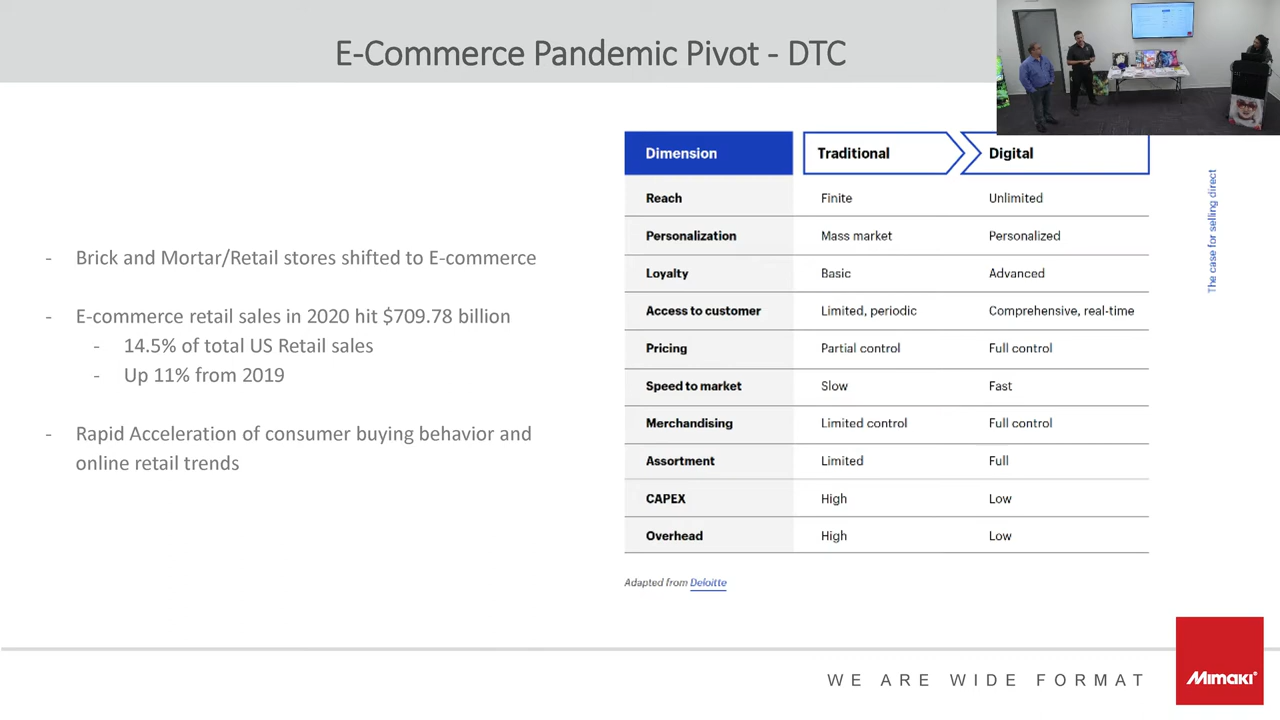 E-Commerce Pandemic Pivot - DTC
- Brick and Mortar/Retail stores shifted to E-commerce
- E-commerce retail sales in 2020 hit $709.78 billion
- 14.5% of total US Retail sales
- Up 11% from 2019
- Rapid Acceleration of consumer buying behavior and
online retail trends
Dimension Traditional Digital
Reach Finite Unlimited
Personalization Mass market Personalized
Loyalty Basic Advanced
Access to customer Limited, periodic Comprehensive, real-time
Pricing Partial control Full control
Speed to market Slow Fast
Merchandising Limited control Full control
Assortment Limited Full
CAPEX High Low
Overhead High Low
Adapted from Deloitte
The case for selling direct
WE ARE WIDE FORMAT
Mimaki